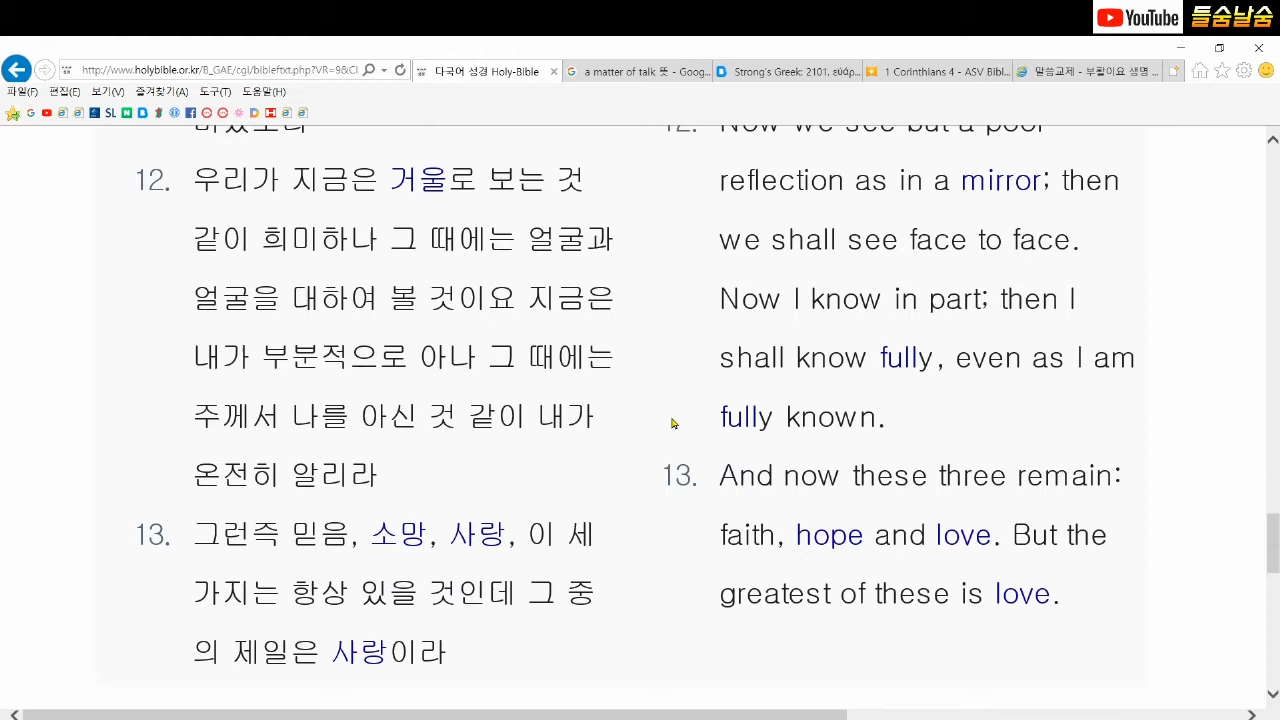 YouTube 들숨날숨
http://www.holybible.or.kr/B_GAE/cgi/bibleftxt.php?VR=9&CI
다국어 성경 Holy-Bible
a matter of talk 뜻 - Goog...
1 Corinthians 4 - ASV Bibl...
말씀교제 - 부활이요 생명 ...
파일(F) 편집(E) 보기(V) 즐겨찾기(A) 도구(T) 도움말(H)
12. Now we see but a poor
12. 우리가 지금은 거울로 보는 것
같이 희미하나 그 때에는 얼굴과
얼굴을 대하여 볼 것이요 지금은
내가 부분적으로 아나 그 때에는
주께서 나를 아신 것 같이 내가
온전히 알리라
13. 그런즉 믿음, 소망, 사랑, 이 세
가지는 항상 있을 것인데 그 중
의 제일은 사랑이라
reflection as in a mirror; then
we shall see face to face.
Now I know in part; then I
shall know fully, even as I am
fully known.
13. And now these three remain:
faith, hope and love. But the
greatest of these is love.